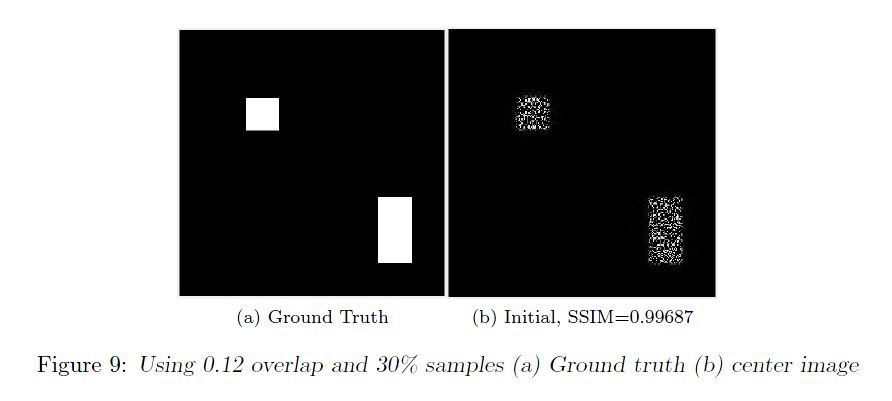 (a) Ground Truth
(b) Initial, SSIM=0.99687
Figure 9: Using 0.12 overlap and 30% samples (a) Ground truth (b) center image